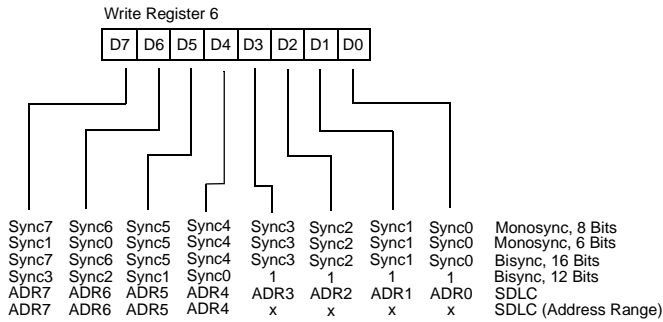 Write Register 6
D7 D6 D5 D4 D3 D2 D1 D0
Sync7 Sync6 Sync5 Sync4 Sync3 Sync2 Sync1 Sync0 Monosync, 8 Bits
Sync1 Sync0 Sync5 Sync4 Sync3 Sync2 Sync1 Sync0 Monosync, 6 Bits
Sync7 Sync6 Sync5 Sync4 Sync3 Sync2 Sync1 Sync0 Bisync, 16 Bits
Sync3 Sync2 Sync1 Sync0 1 1 1 1 Bisync, 12 Bits
ADR7 ADR6 ADR5 ADR4 ADR3 ADR2 ADR1 ADR0 SDLC
ADR7 ADR6 ADR5 ADR4 x x x x SDLC (Address Range)